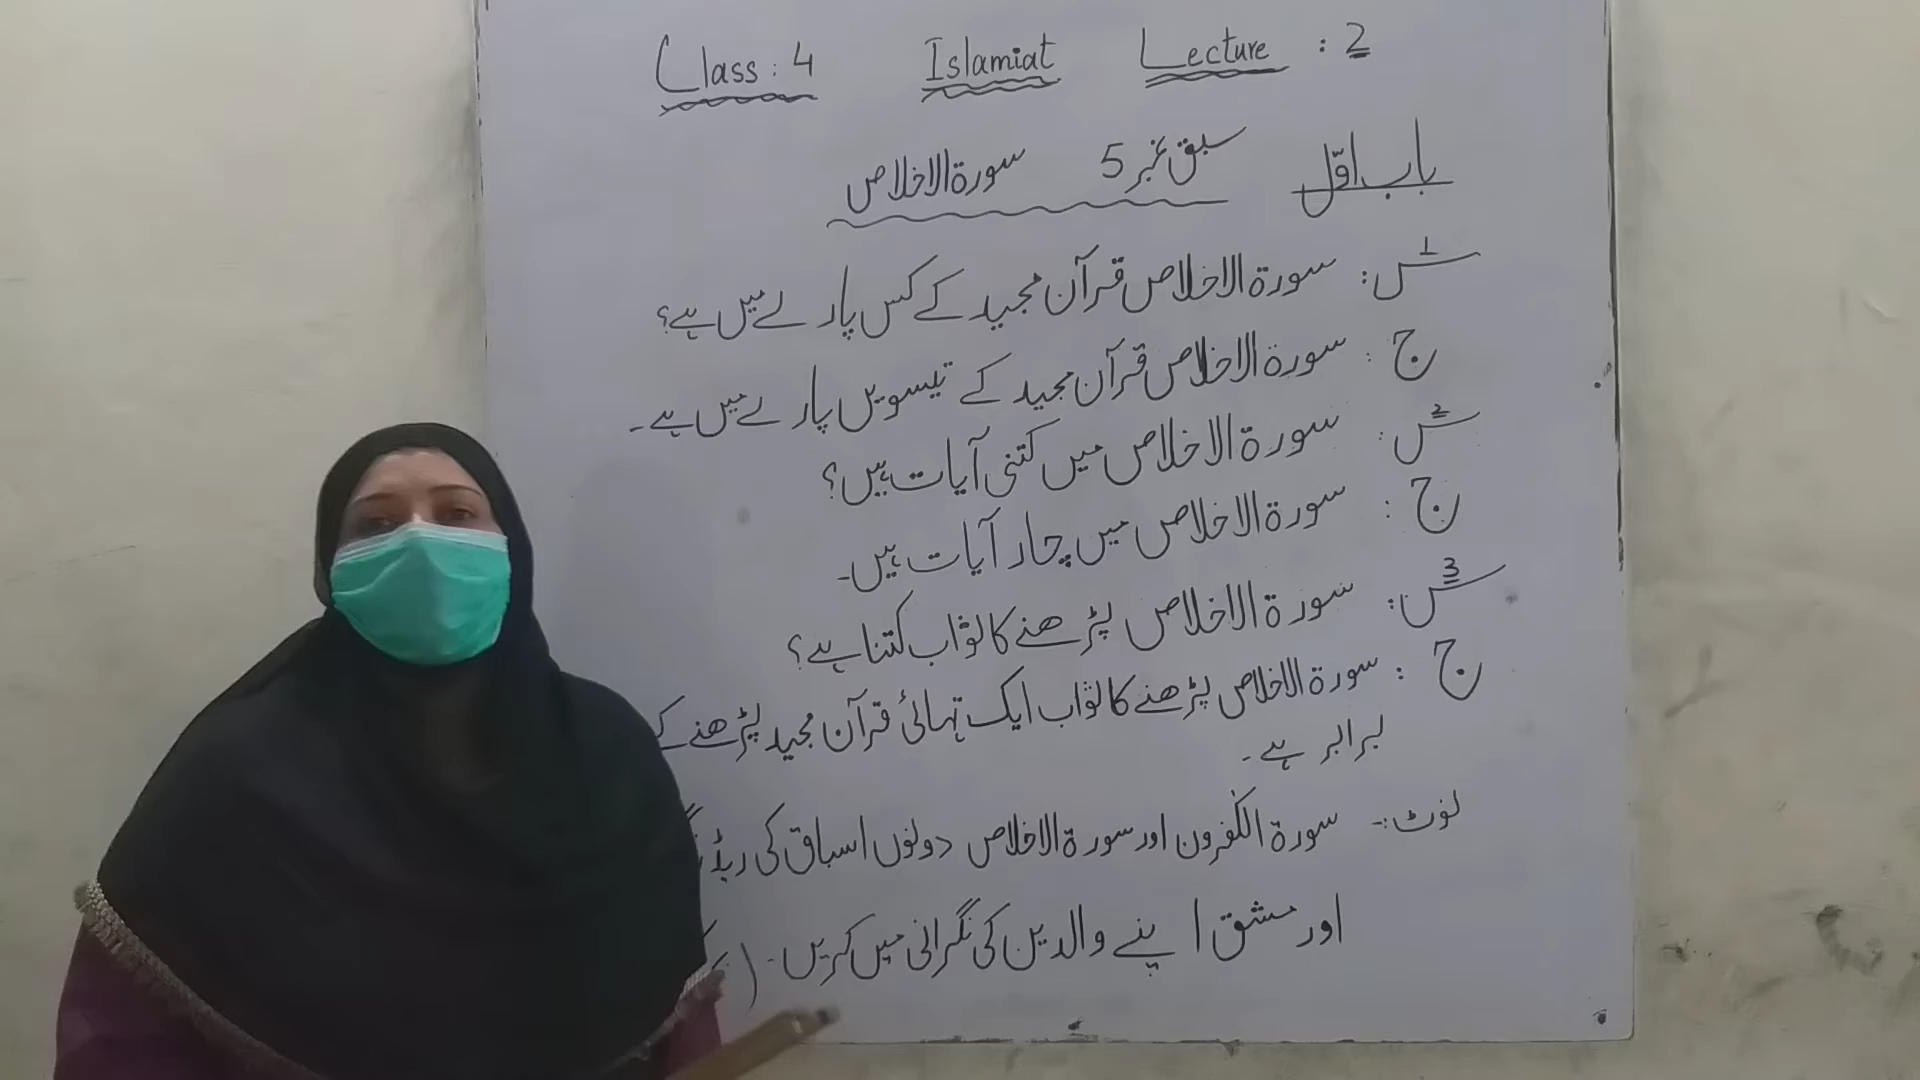 Class: 4 Islamiat Lecture: 2
باب اوّل سبق نمبر 5 سورۃ الاخلاص
س1: سورۃ الاخلاص قرآن مجید کے کس پارے میں ہے؟
ج: سورۃ الاخلاص قرآن مجید کے تیسویں پارے میں ہے۔
س2: سورۃ الاخلاص میں کتنی آیات ہیں؟
ج: سورۃ الاخلاص میں چار آیات ہیں۔
س3: سورۃ الاخلاص پڑھنے کا ثواب کتنا ہے؟
ج: سورۃ الاخلاص پڑھنے کا ثواب ایک تہائی قرآن مجید پڑھنے کے
برابر ہے۔
نوٹ:- سورۃ الکٰفرون اور سورۃ الاخلاص دونوں اسباق کی
اور مشق اپنے والدین کی نگرانی میں کریں۔ (